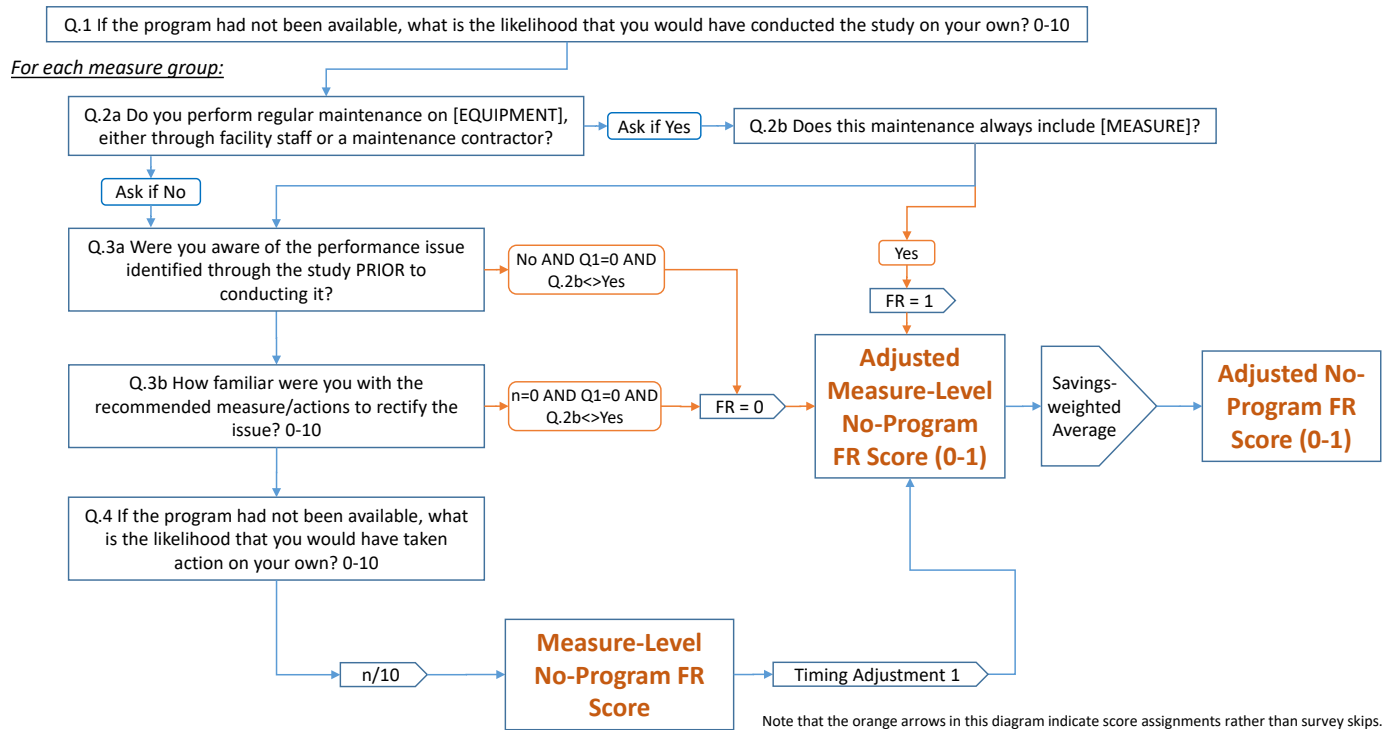 Q.1 If the program had not been available, what is the likelihood that you would have conducted the study on your own? 0-10
For each measure group:
Q.2a Do you perform regular maintenance on [EQUIPMENT],
either through facility staff or a maintenance contractor?
Ask if Yes
Q.2b Does this maintenance always include [MEASURE]?
Ask if No
Q.3a Were you aware of the performance issue
identified through the study PRIOR to
conducting it?
No AND Q1=0 AND
Q.2b<>Yes
Yes
FR = 1
Q.3b How familiar were you with the
recommended measure/actions to rectify the
issue? 0-10
n=0 AND Q1=0 AND
Q.2b<>Yes
FR = 0
Adjusted
Measure-Level
No-Program
FR Score (0-1)
Savings-
weighted
Average
Adjusted No-
Program FR
Score (0-1)
Q.4 If the program had not been available, what
is the likelihood that you would have taken
action on your own? 0-10
n/10
Measure-Level
No-Program FR
Score
Timing Adjustment 1
Note that the orange arrows in this diagram indicate score assignments rather than survey skips.